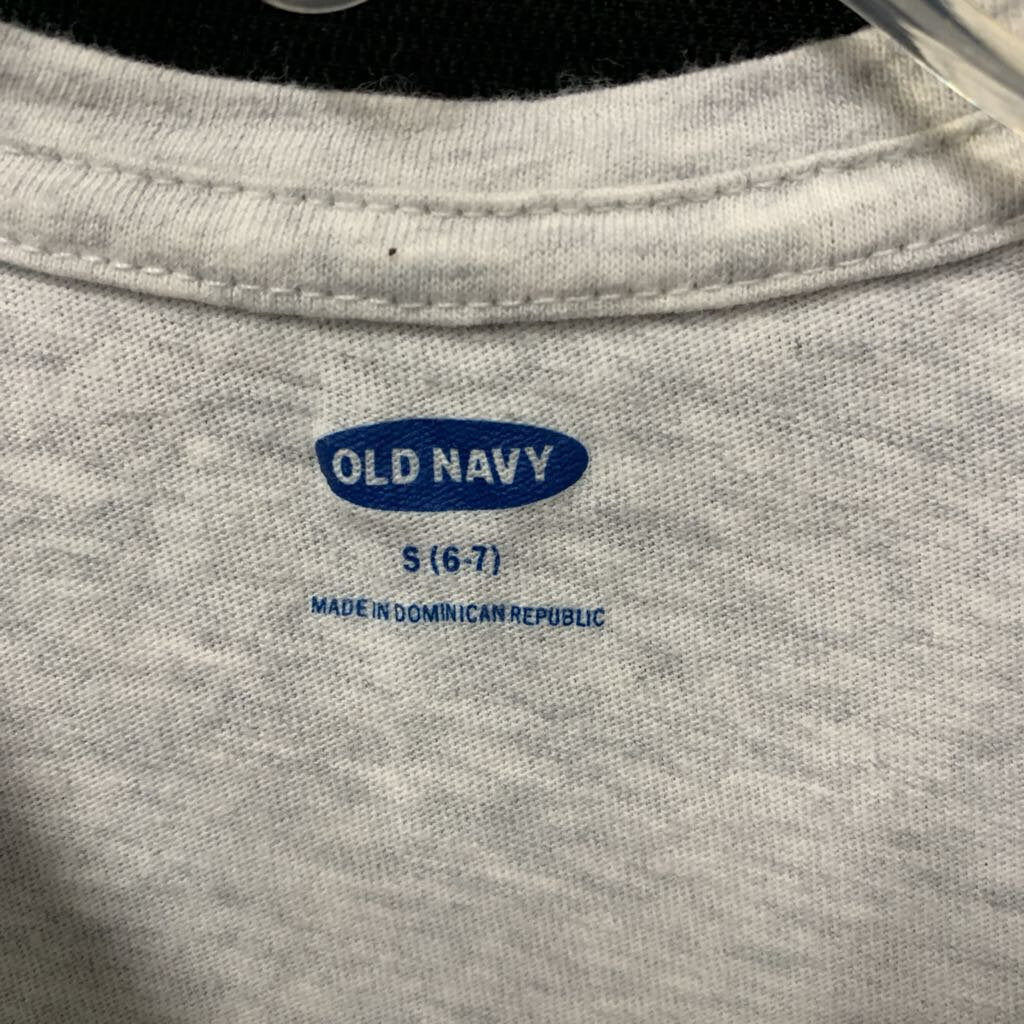 OLD NAVY
S (6-7)
MADE IN DOMINICAN REPUBLIC